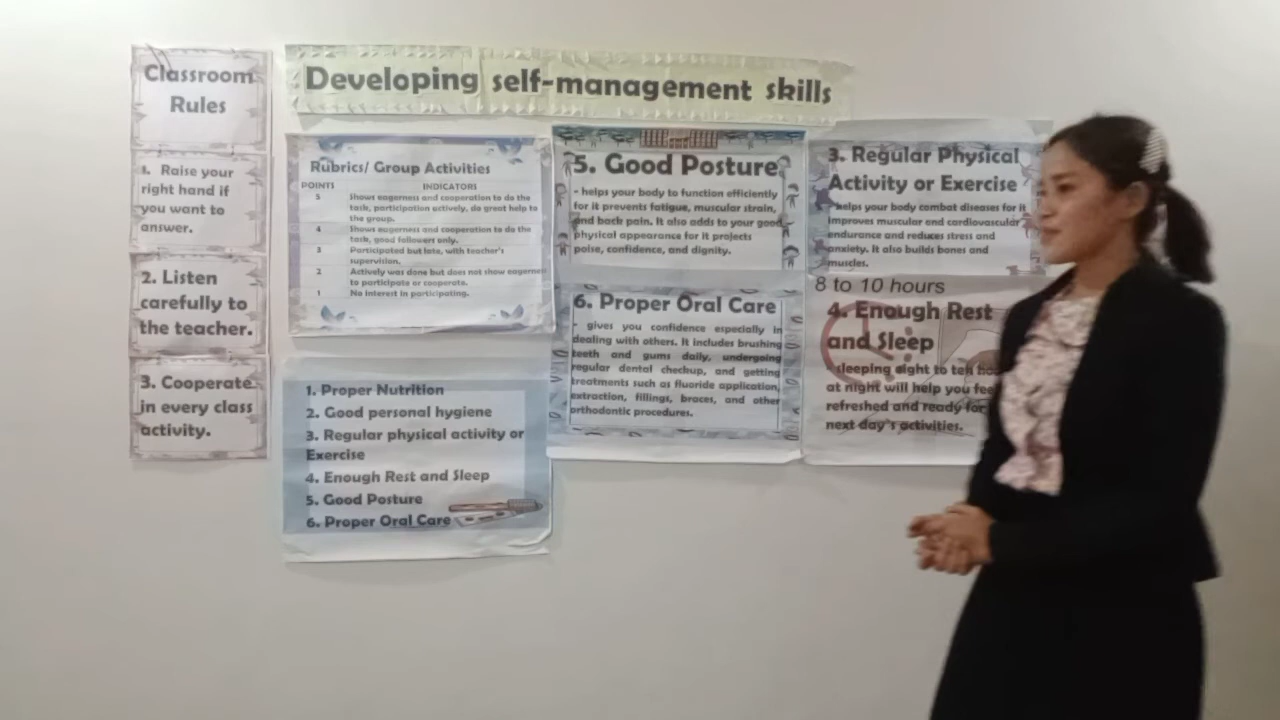 Classroom
Rules
1. Raise your
right hand if
you want to
answer.
2. Listen
carefully to
the teacher.
3. Cooperate
in every class
activity.
Developing self-management skills
Rubrics/ Group Activities
POINTS INDICATORS
5 Shows eagerness and cooperation to do the
task, participation actively, do great help to
the group.
4 Shows eagerness and cooperation to do the
task, good followers only.
3 Participated but late, with teacher's
supervision.
2 Actively was done but does not show eagerness
to participate or cooperate.
1 No interest in participating.
1. Proper Nutrition
2. Good personal hygiene
3. Regular physical activity or
Exercise
4. Enough Rest and Sleep
5. Good Posture
6. Proper Oral Care
5. Good Posture
- helps your body to function efficiently
for it prevents fatigue, muscular strain,
and back pain. It also adds to your good
physical appearance for it projects
poise, confidence, and dignity.
6. Proper Oral Care
- gives you confidence especially in
dealing with others. It includes brushing
teeth and gums daily, undergoing
regular dental checkup, and getting
treatments such as fluoride application,
extraction, fillings, braces, and other
orthodontic procedures.
3. Regular Physical
Activity or Exercise
- helps your body combat diseases for it
improves muscular and cardiovascular
endurance and reduces stress and
anxiety. It also builds bones and
muscles.
8 to 10 hours
4. Enough Rest
and Sleep
- sleeping eight to ten
at night will help you feel
refreshed and ready for
next day's activities.